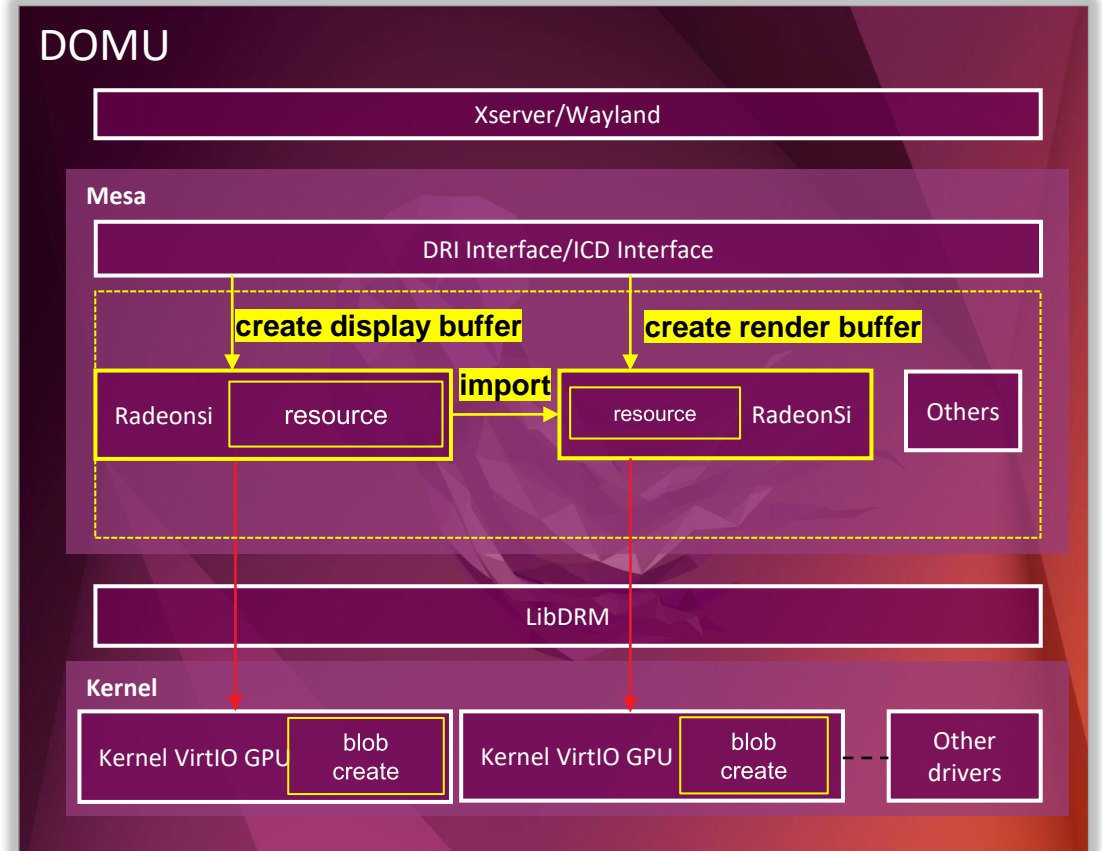 DOMU
Xserver/Wayland
Mesa
DRI Interface/ICD Interface
create display buffer
create render buffer
import
Radeonsi
resource
resource
RadeonSi
Others
LibDRM
Kernel
Kernel VirtIO GPU
blob
create
Kernel VirtIO GPU
blob
create
Other
drivers